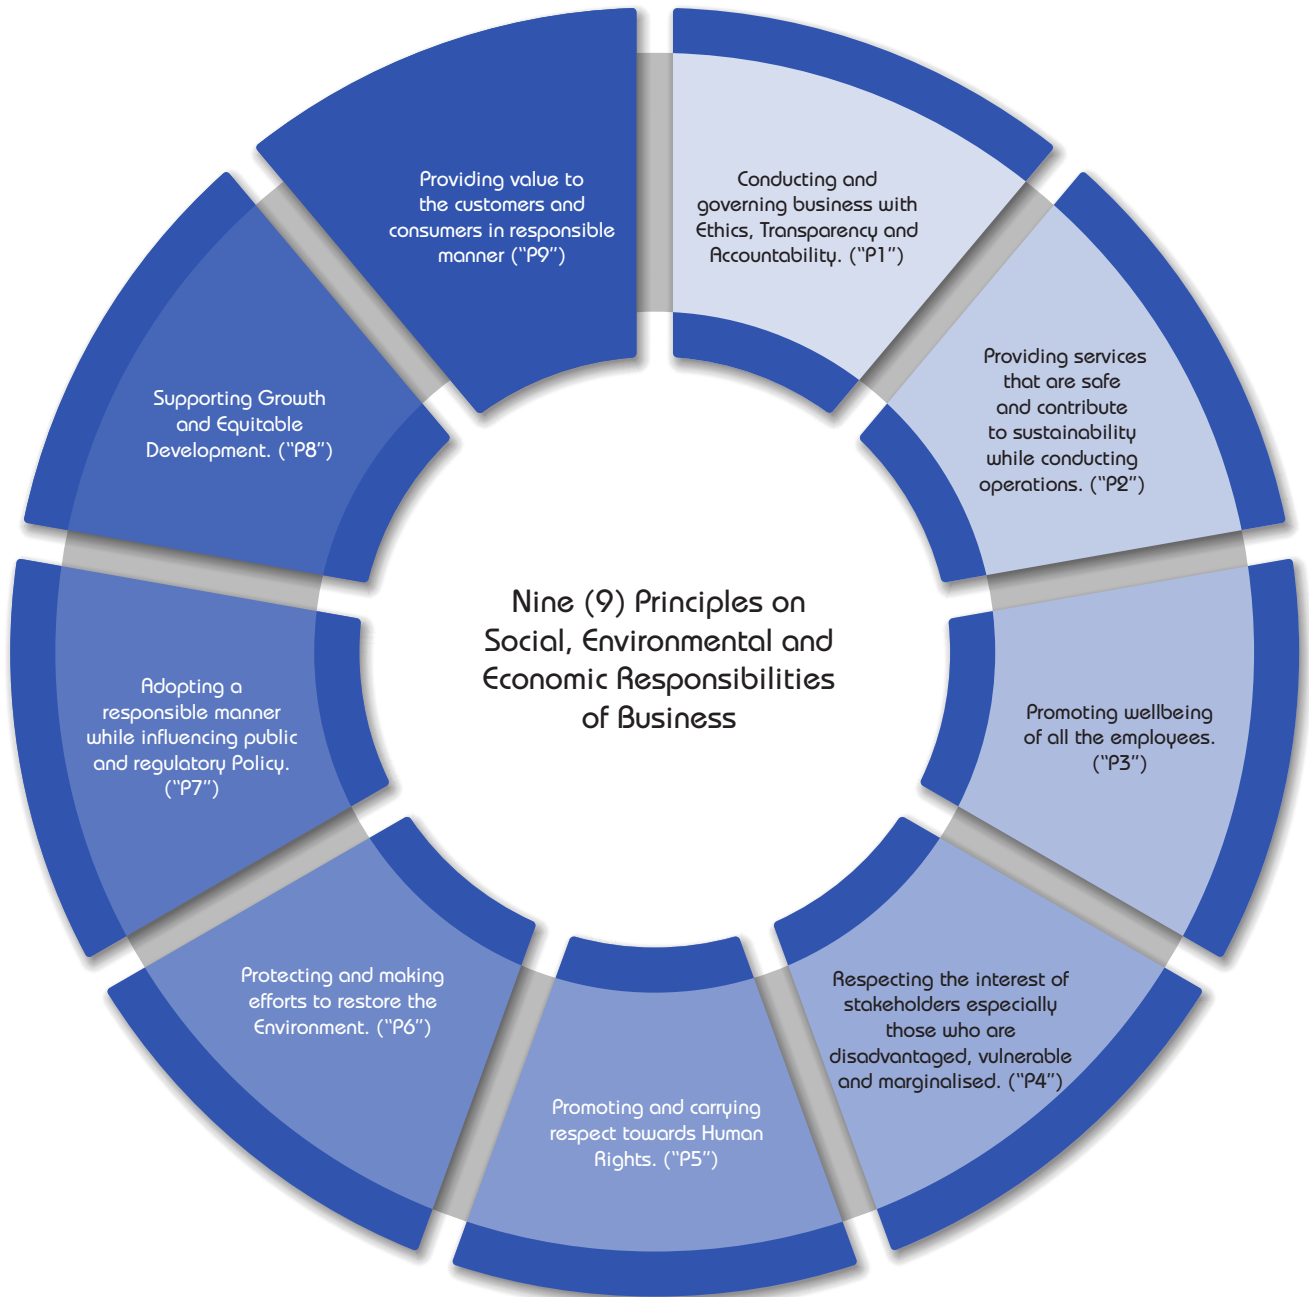 Nine (9) Principles on
Social, Environmental and
Economic Responsibilities
of Business
Conducting and
governing business with
Ethics, Transparency and
Accountability. ("P1")
Providing services
that are safe
and contribute
to sustainability
while conducting
operations. ("P2")
Promoting wellbeing
of all the employees.
("P3")
Respecting the interest of
stakeholders especially
those who are
disadvantaged, vulnerable
and marginalised. ("P4")
Promoting and carrying
respect towards Human
Rights. ("P5")
Protecting and making
efforts to restore the
Environment. ("P6")
Adopting a
responsible manner
while influencing public
and regulatory Policy.
("P7")
Supporting Growth
and Equitable
Development. ("P8")
Providing value to
the customers and
consumers in responsible
manner ("P9")